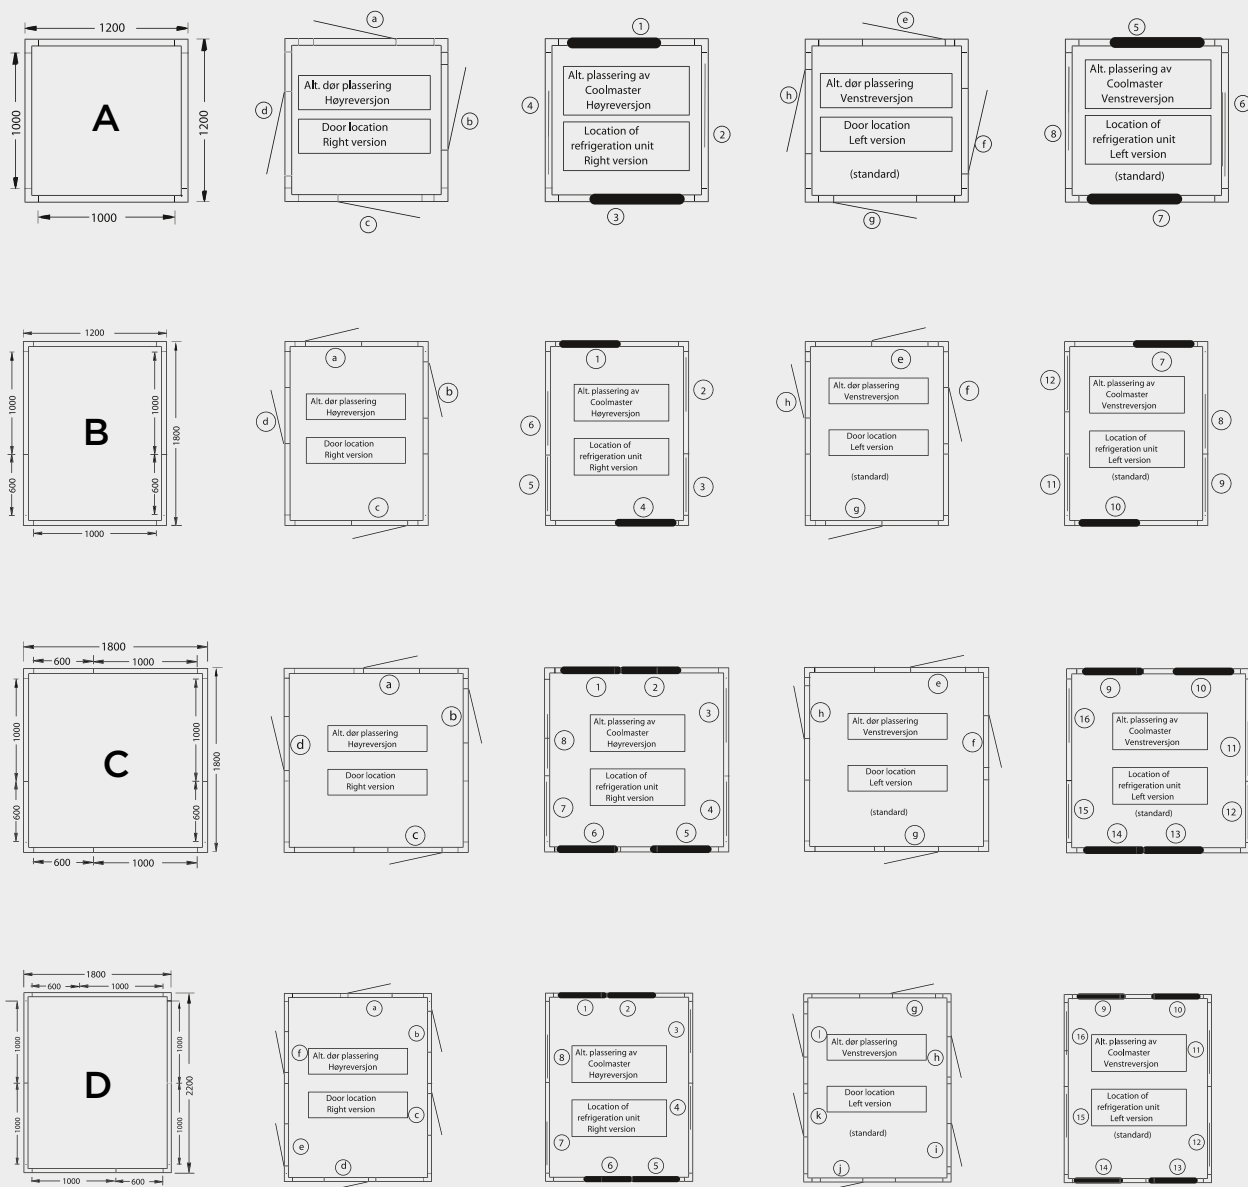 1200
1000
A
1200
1000
a
d
Alt. dør plassering
Høyreversjon
Door location
Right version
b
c
1
4
Alt. plassering av
Coolmaster
Høyreversjon
Location of
refrigeration unit
Right version
2
3
e
h
Alt. dør plassering
Venstreversjon
Door location
Left version
(standard)
f
g
5
Alt. plassering av
Coolmaster
Venstreversjon
6
8
Location of
refrigeration unit
Left version
(standard)
7
1200
1000
1000
B
1800
600
600
1000
a
b
Alt. dør plassering
Høyreversjon
d
Door location
Right version
c
1
2
Alt. plassering av
Coolmaster
Høyreversjon
6
Location of
refrigeration unit
Right version
5
3
4
e
f
h
Alt. dør plassering
Venstreversjon
Door location
Left version
(standard)
g
7
12
Alt. plassering av
Coolmaster
Venstreversjon
8
Location of
refrigeration unit
Left version
(standard)
11
9
10
1800
600
1000
1000
1000
C
1800
600
600
600
1000
a
b
d
Alt. dør plassering
Høyreversjon
Door location
Right version
c
1
2
3
Alt. plassering av
Coolmaster
Høyreversjon
8
Location of
refrigeration unit
Right version
7
4
6
5
e
h
Alt. dør plassering
Venstreversjon
f
Door location
Left version
(standard)
g
9
10
16
Alt. plassering av
Coolmaster
Venstreversjon
11
Location of
refrigeration unit
Left version
(standard)
15
12
14
13
1800
600
1000
1000
1000
D
2200
1000
1000
1000
600
a
b
f
Alt. dør plassering
Høyreversjon
Door location
Right version
c
e
d
1
2
3
8
Alt. plassering av
Coolmaster
Høyreversjon
4
Location of
refrigeration unit
Right version
7
6
5
g
l
Alt. dør plassering
Venstreversjon
h
Door location
Left version
k
(standard)
i
j
9
10
16
Alt. plassering av
Coolmaster
Venstreversjon
11
Location of
refrigeration unit
Left version
(standard)
15
12
14
13